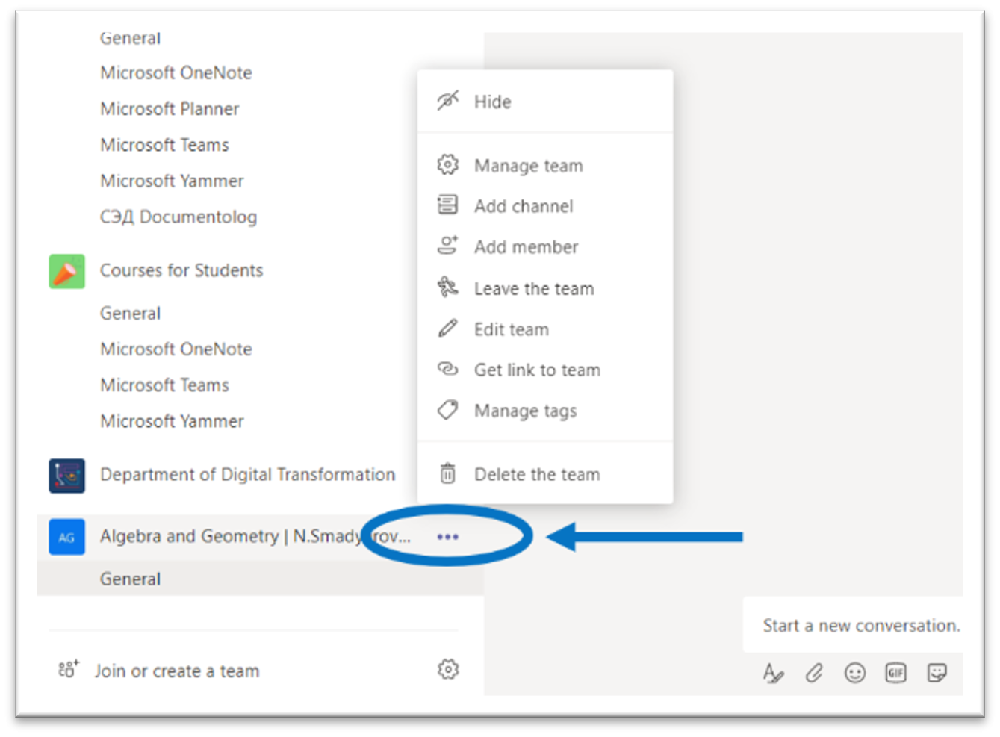 General
Microsoft OneNote
Microsoft Planner
Microsoft Teams
Microsoft Yammer
СЭД Documentolog
Courses for Students
General
Microsoft OneNote
Microsoft Teams
Microsoft Yammer
Department of Digital Transformation
AG
Algebra and Geometry | N.Smady rov...
General
Join or create a team
Hide
Manage team
Add channel
Add member
Leave the team
Edit team
Get link to team
Manage tags
Delete the team
Start a new conversation.
GIF